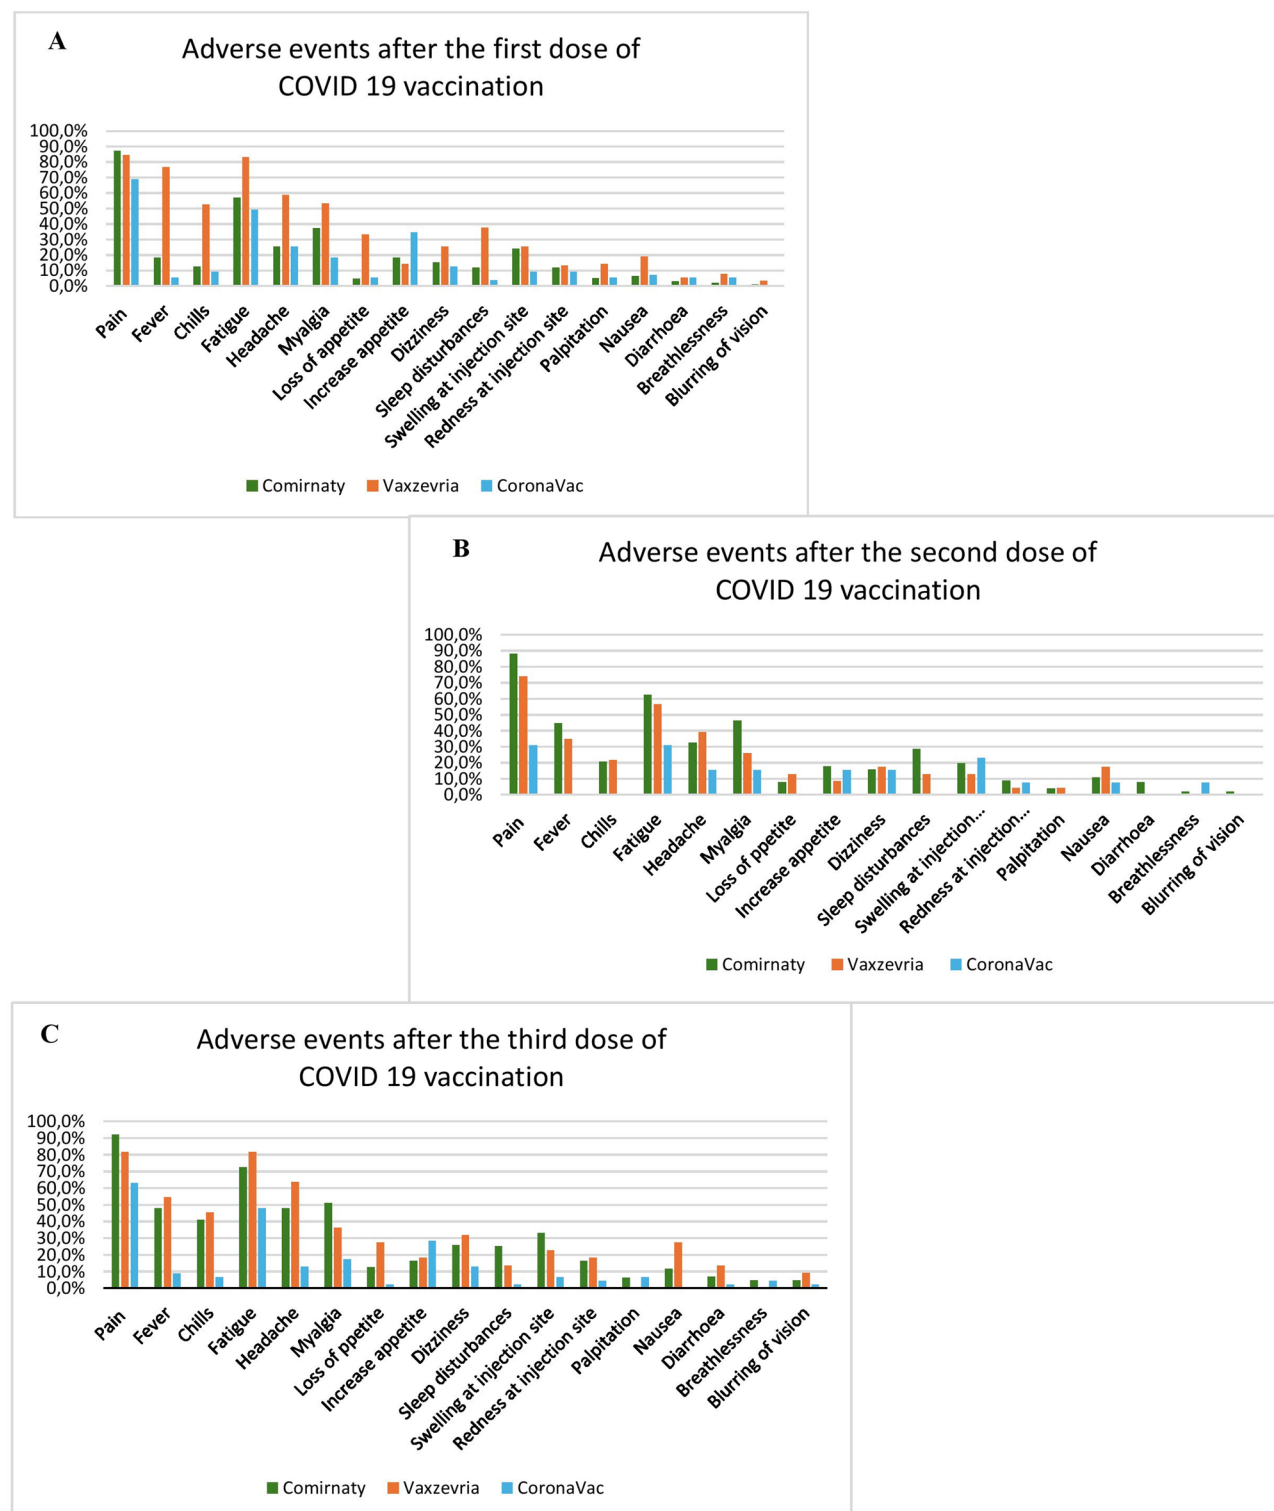 A
Adverse events after the first dose of
COVID 19 vaccination
100,0%
90,0%
80,0%
70,0%
60,0%
50,0%
40,0%
30,0%
20,0%
10,0%
0,0%
Pain
Fever
Chills
Fatigue
Headache
Myalgia
Loss of appetite
Increase appetite
Dizziness
Sleep disturbances
Swelling at injection site
Redness at injection site
Palpitation
Nausea
Diarrhoea
Breathlessness
Blurring of vision
Comirnaty Vaxzevria CoronaVac
B
Adverse events after the second dose of
COVID 19 vaccination
100,0%
90,0%
80,0%
70,0%
60,0%
50,0%
40,0%
30,0%
20,0%
10,0%
0,0%
Pain
Fever
Chills
Fatigue
Headache
Myalgia
Loss of ppetite
Increase appetite
Dizziness
Sleep disturbances
Swelling at injection...
Redness at injection...
Palpitation
Nausea
Diarrhoea
Breathlessness
Blurring of vision
Comirnaty Vaxzevria CoronaVac
C
Adverse events after the third dose of
COVID 19 vaccination
100,0%
90,0%
80,0%
70,0%
60,0%
50,0%
40,0%
30,0%
20,0%
10,0%
0,0%
Pain
Fever
Chills
Fatigue
Headache
Myalgia
Loss of ppetite
Increase appetite
Dizziness
Sleep disturbances
Swelling at injection site
Redness at injection site
Palpitation
Nausea
Diarrhoea
Breathlessness
Blurring of vision
Comirnaty Vaxzevria CoronaVac